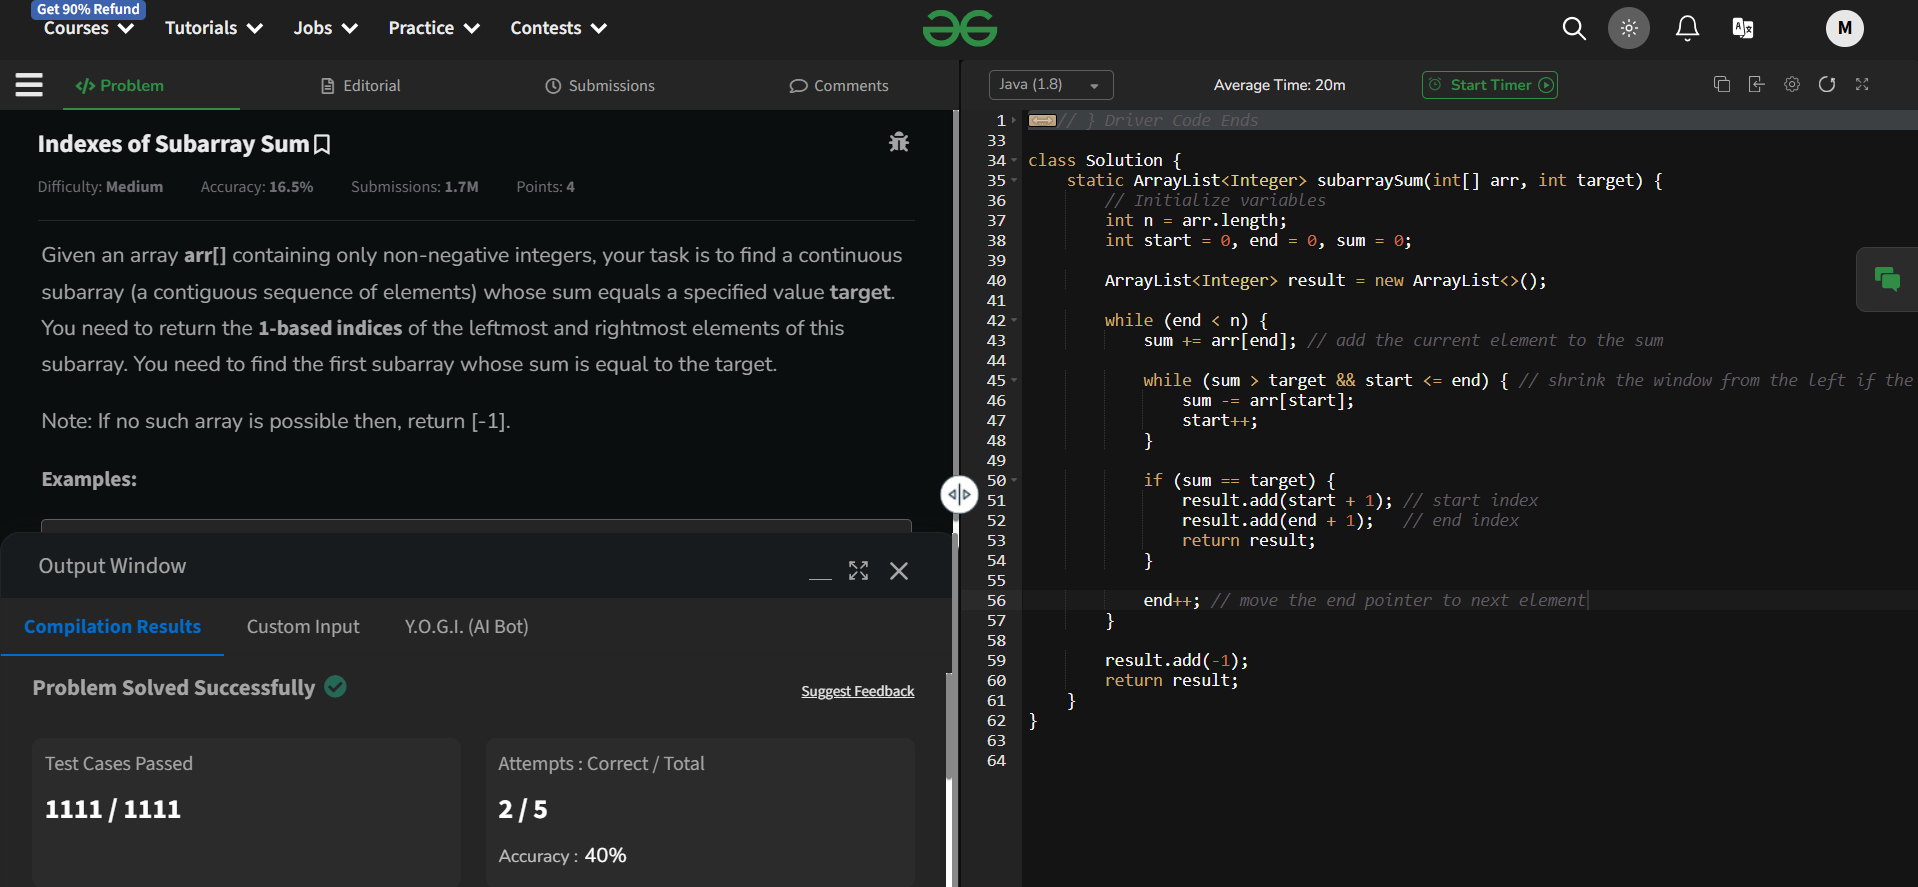 Get 90% Refund
Courses Tutorials Jobs Practice Contests
M
Problem Editorial Submissions Comments
Indexes of Subarray Sum
Difficulty: Medium Accuracy: 16.5% Submissions: 1.7M Points: 4
Given an array arr[] containing only non-negative integers, your task is to find a continuous
subarray (a contiguous sequence of elements) whose sum equals a specified value target.
You need to return the 1-based indices of the leftmost and rightmost elements of this
subarray. You need to find the first subarray whose sum is equal to the target.
Note: If no such array is possible then, return [-1].
Examples:
Output Window
Compilation Results Custom Input Y.O.G.I. (AI Bot)
Problem Solved Successfully
Suggest Feedback
Test Cases Passed
1111 / 1111
Attempts : Correct / Total
2 / 5
Accuracy : 40%
Java (1.8) Average Time: 20m Start Timer
1 // } Driver Code Ends
33
34 class Solution {
35 static ArrayList<Integer> subarraySum(int[] arr, int target) {
36 // Initialize variables
37 int n = arr.length;
38 int start = 0, end = 0, sum = 0;
39
40 ArrayList<Integer> result = new ArrayList<>();
41
42 while (end < n) {
43 sum += arr[end]; // add the current element to the sum
44
45 while (sum > target && start <= end) { // shrink the window from the left if the
46 sum -= arr[start];
47 start++;
48 }
49
50 if (sum == target) {
51 result.add(start + 1); // start index
52 result.add(end + 1); // end index
53 return result;
54 }
55
56 end++; // move the end pointer to next element
57 }
58
59 result.add(-1);
60 return result;
61 }
62 }
63
64